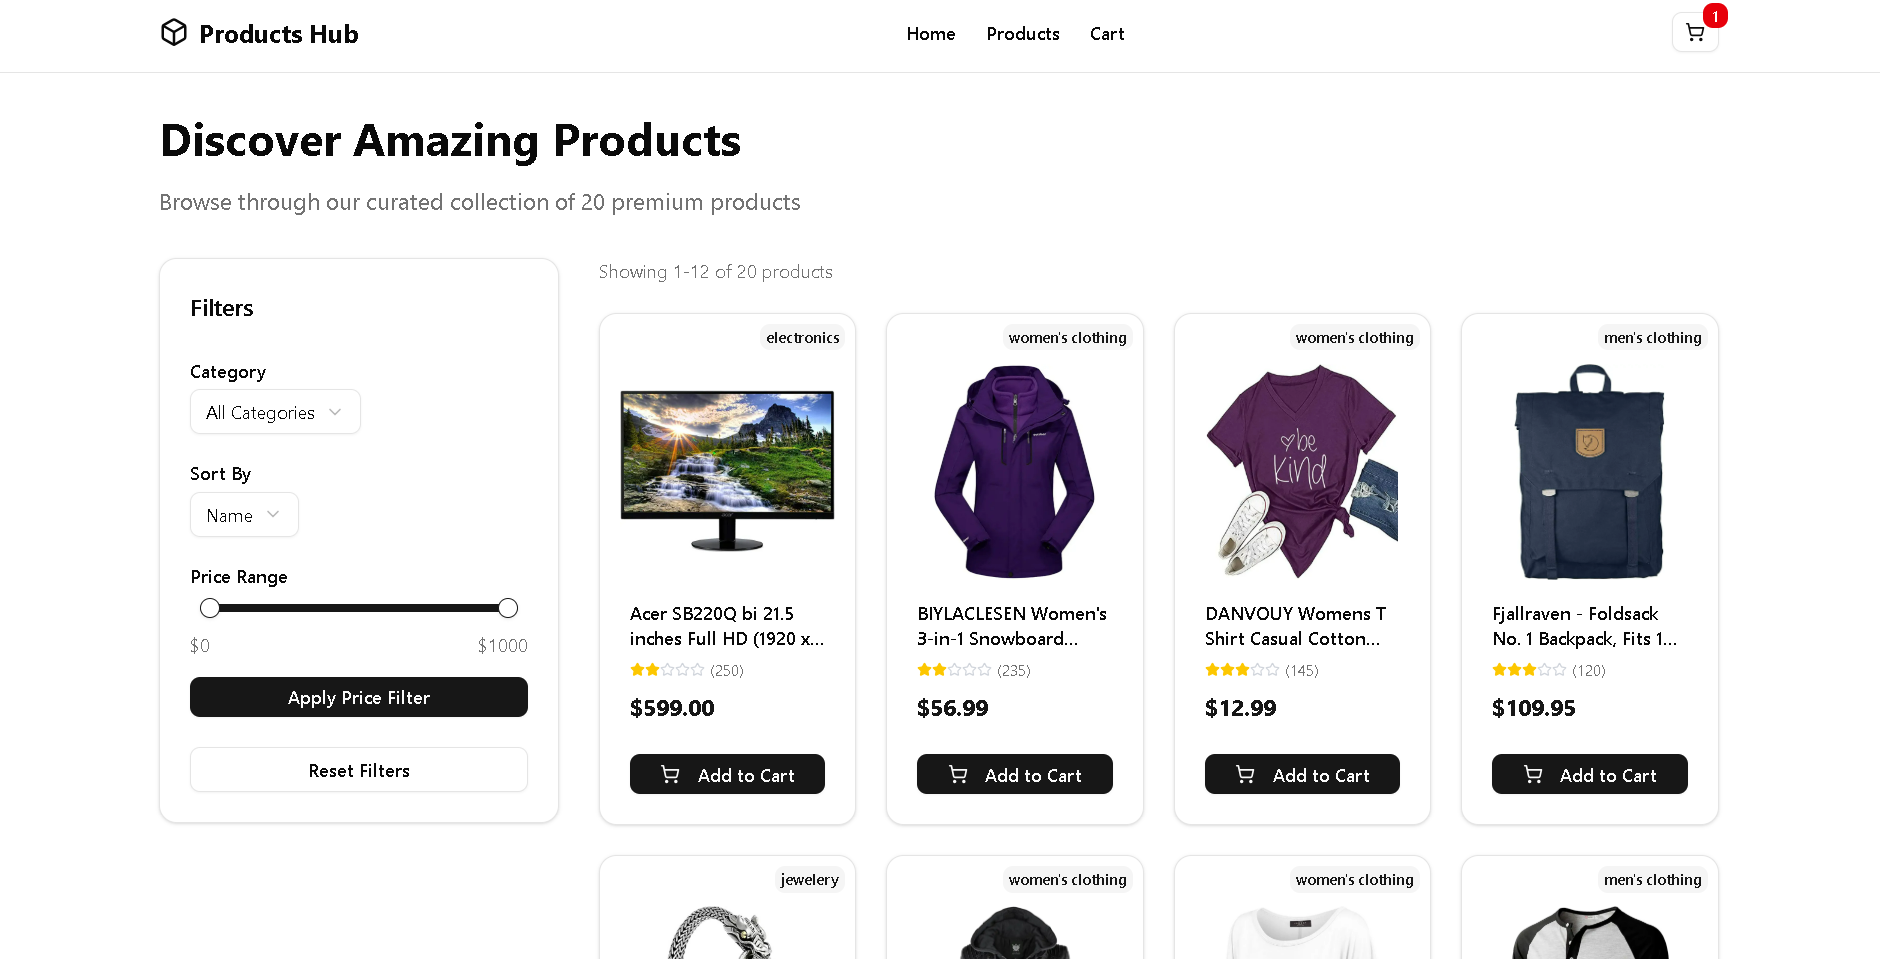 Products Hub
Home
Products
Cart
1
Discover Amazing Products
Browse through our curated collection of 20 premium products
Filters
Category
All Categories
Sort By
Name
Price Range
$0
$1000
Apply Price Filter
Reset Filters
Showing 1-12 of 20 products
electronics
acer
Acer SB220Q bi 21.5
inches Full HD (1920 x...
(250)
$599.00
Add to Cart
women's clothing
BIYLACLESEN Women's
3-in-1 Snowboard...
(235)
$56.99
Add to Cart
women's clothing
be
kind
DANVOUY Womens T
Shirt Casual Cotton...
(145)
$12.99
Add to Cart
men's clothing
Fjallraven - Foldsack
No. 1 Backpack, Fits 1...
(120)
$109.95
Add to Cart
jewelery
women's clothing
women's clothing
men's clothing